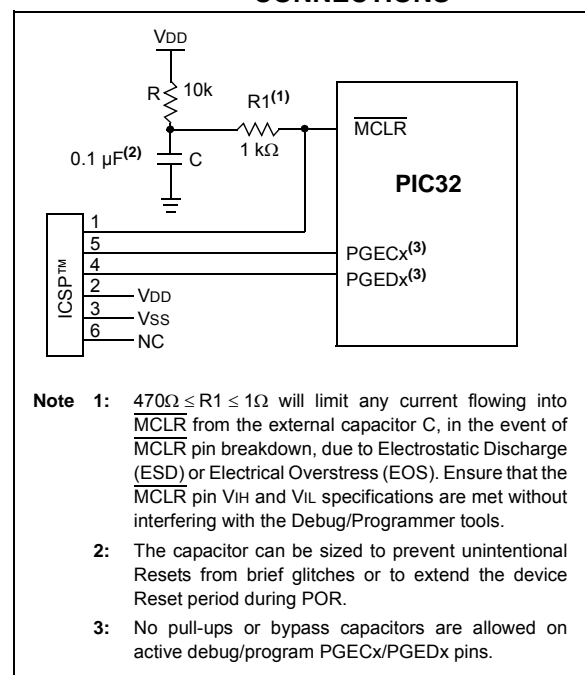 CONNECTIONS
VDD
R 10k
R1(1)
1 kΩ
0.1 µF(2) C
MCLR
PIC32
1
5
4
2
3
6
ICSP™
PGECx(3)
PGEDx(3)
VDD
VSS
NC
Note 1: 470Ω ≤ R1 ≤ 1Ω will limit any current flowing into
MCLR from the external capacitor C, in the event of
MCLR pin breakdown, due to Electrostatic Discharge
(ESD) or Electrical Overstress (EOS). Ensure that the
MCLR pin VIH and VIL specifications are met without
interfering with the Debug/Programmer tools.
2: The capacitor can be sized to prevent unintentional
Resets from brief glitches or to extend the device
Reset period during POR.
3: No pull-ups or bypass capacitors are allowed on
active debug/program PGECx/PGEDx pins.